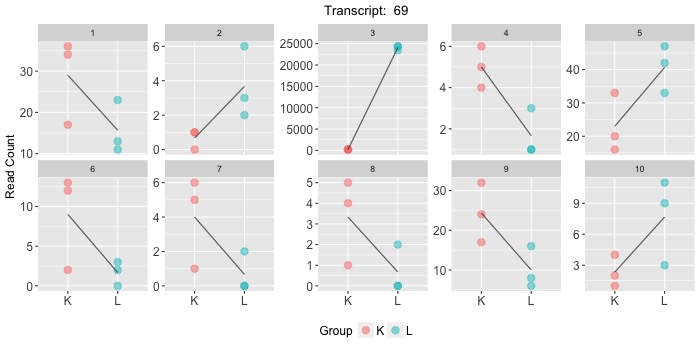 Transcript: 69
1 2 3 4 5
30 20 10
6 4 2 0
25000 20000 15000 10000 5000 0
6 4 2
40 30 20
Read Count
6 7 8 9 10
10 5 0
6 4 2 0
5 4 3 2 1 0
30 20 10
9 6 3
K L K L K L K L K L
Group K L